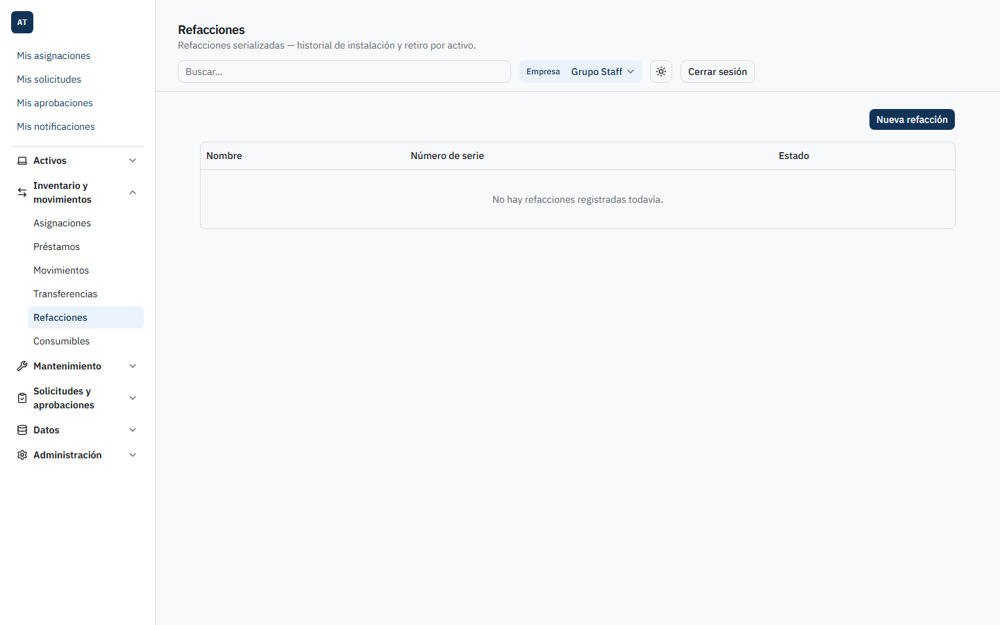 AT
Mis asignaciones
Mis solicitudes
Mis aprobaciones
Mis notificaciones
Activos
Inventario y
movimientos
Asignaciones
Préstamos
Movimientos
Transferencias
Refacciones
Consumibles
Mantenimiento
Solicitudes y
aprobaciones
Datos
Administración
Refacciones
Refacciones serializadas — historial de instalación y retiro por activo.
Buscar... Empresa Grupo Staff Cerrar sesión
Nueva refacción
Nombre Número de serie Estado
No hay refacciones registradas todavía.